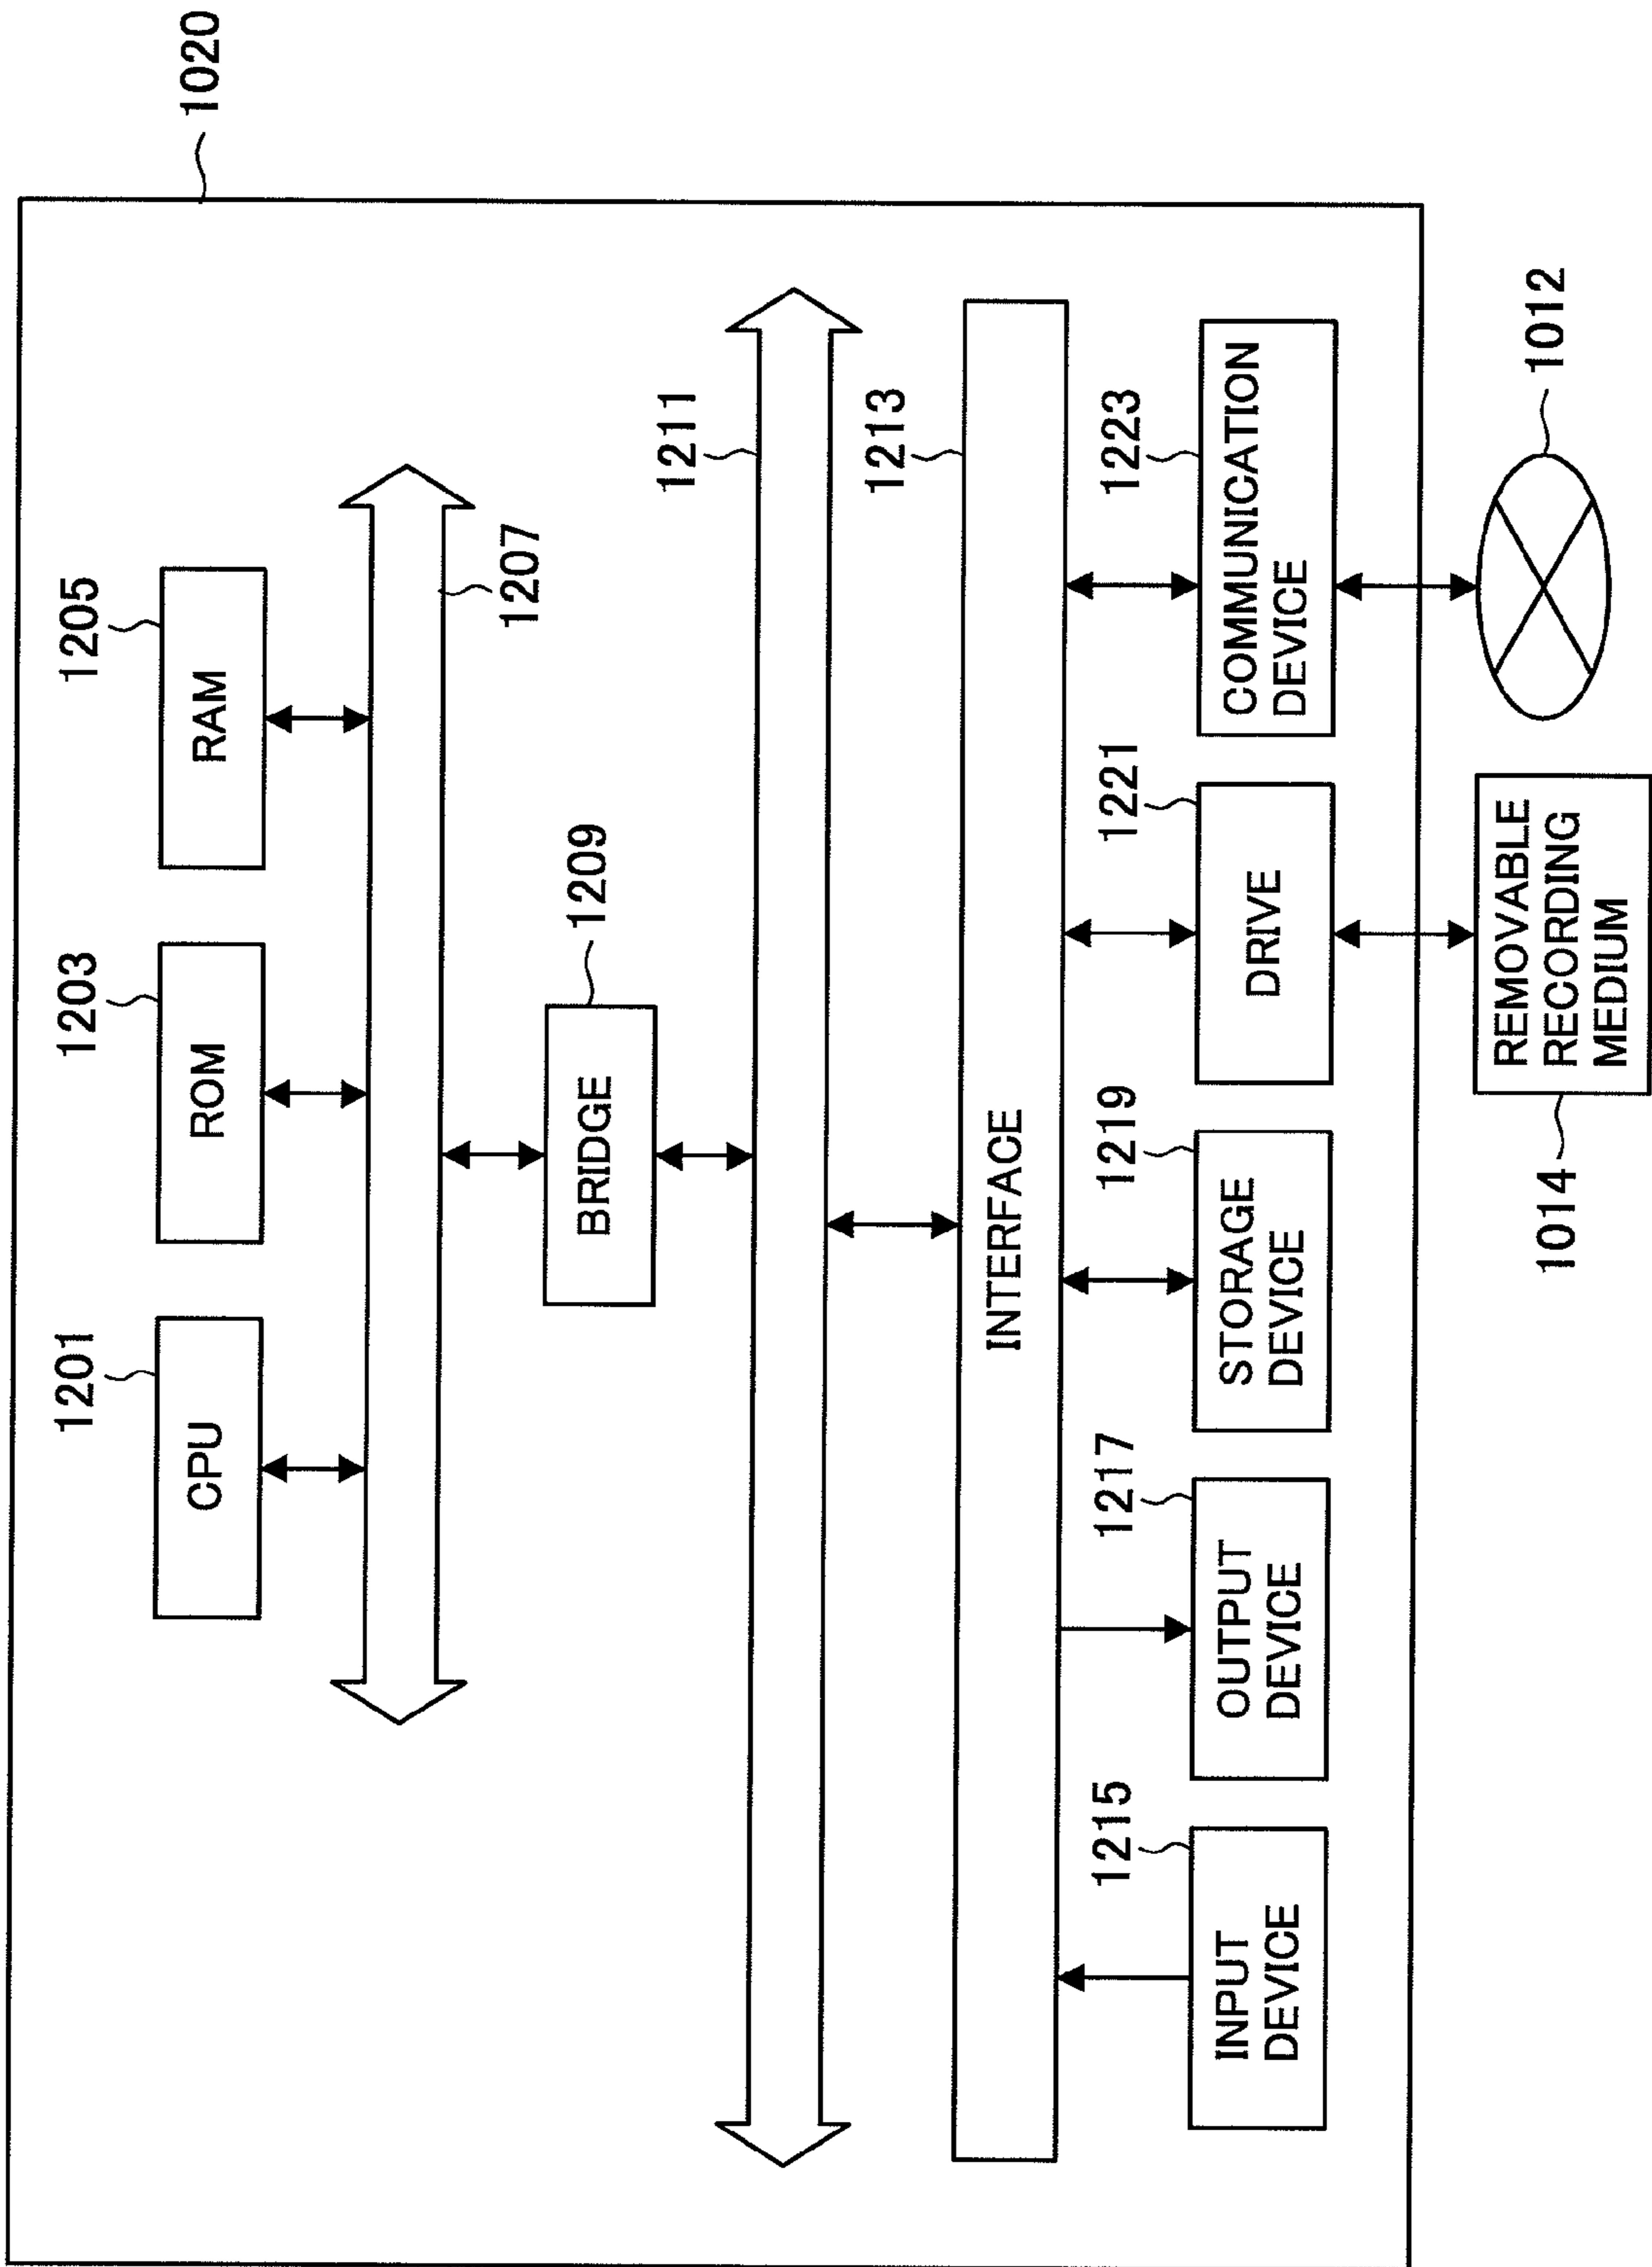 1020
1201
1203
1205
CPU
ROM
RAM
1207
1209
BRIDGE
1211
1213
INTERFACE
1215
1217
1219
1221
1223
INPUT
DEVICE
OUTPUT
DEVICE
STORAGE
DEVICE
DRIVE
COMMUNICATION
DEVICE
1014
REMOVABLE
RECORDING
MEDIUM
1012